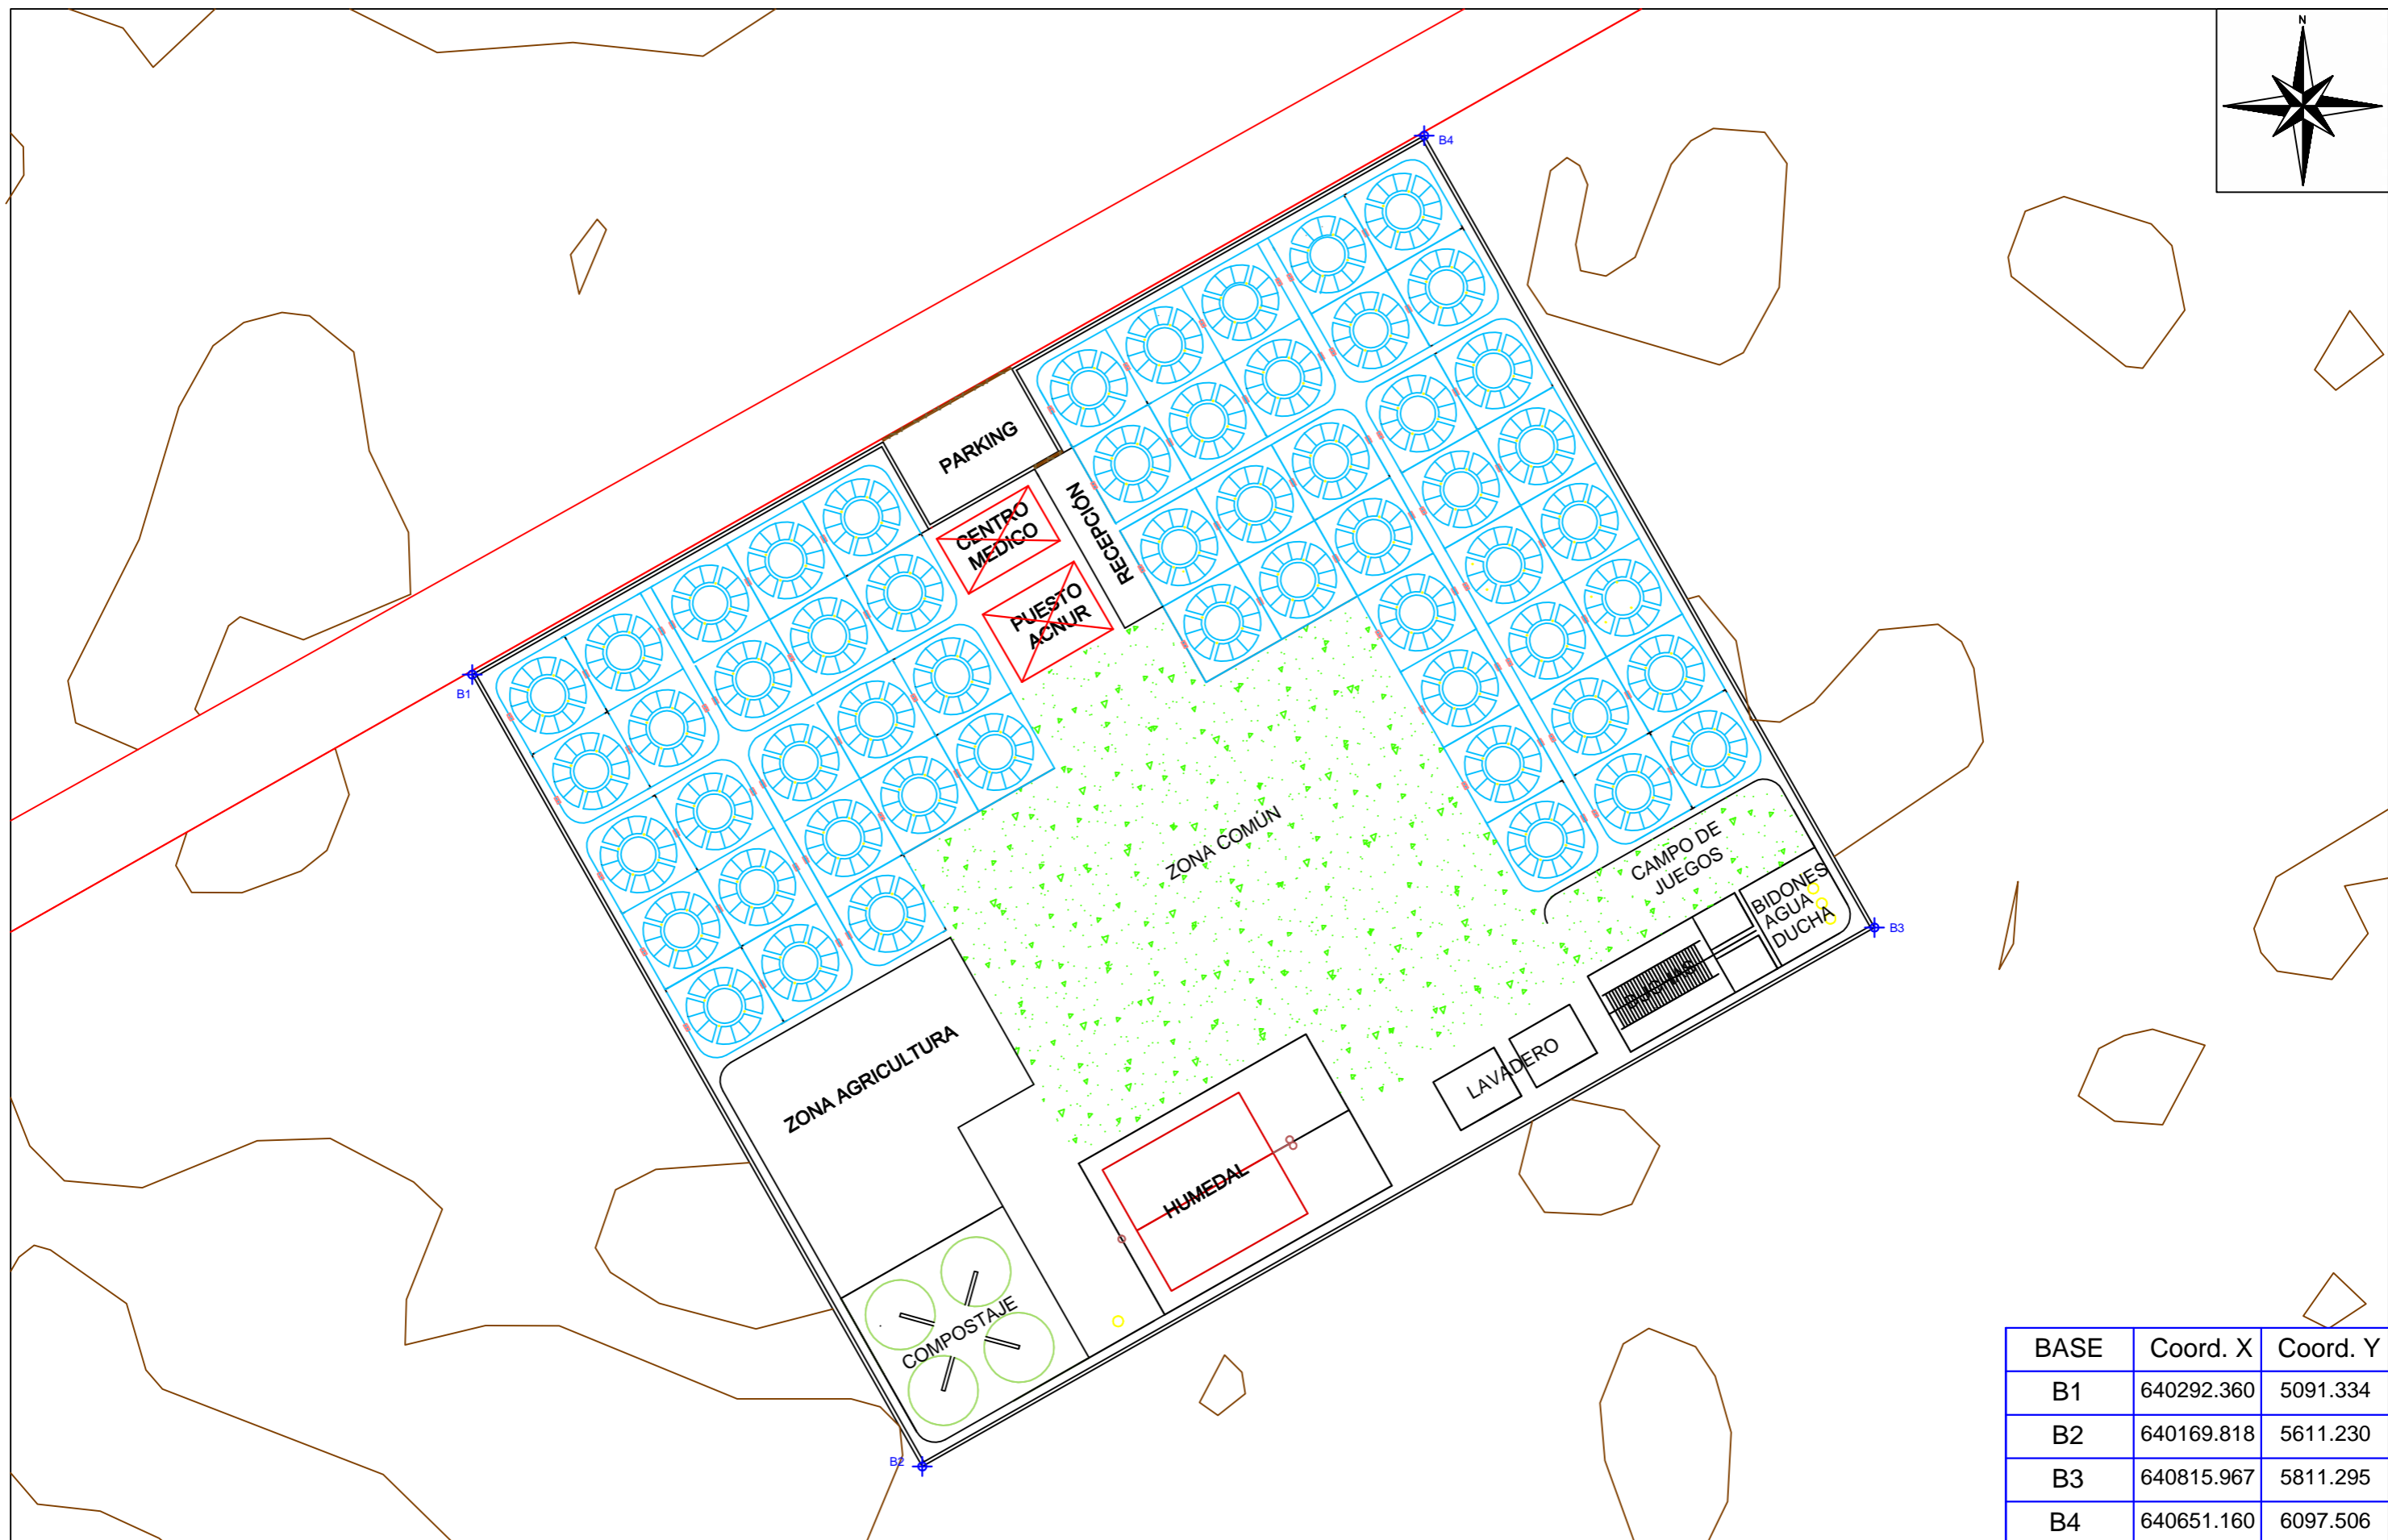 N
B4
PARKING
RECEPCIÓN
CENTRO
MEDICO
PUESTO
ACNUR
B1
ZONA COMÚN
CAMPO DE
JUEGOS
BIDONES
AGUA
DUCHA
B3
DUCHAS
LAVADERO
ZONA AGRICULTURA
HUMEDAL
COMPOSTAJE
B2
BASE Coord. X Coord. Y
B1 640292.360 5091.334
B2 640169.818 5611.230
B3 640815.967 5811.295
B4 640651.160 6097.506